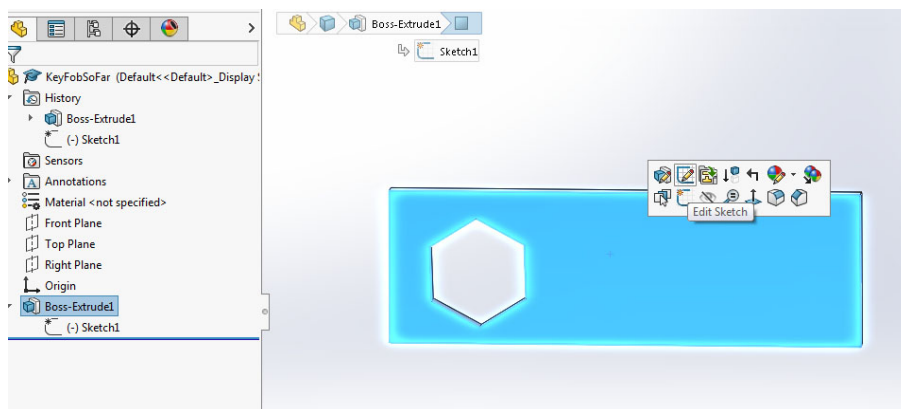 Boss-Extrude1
Sketch1
KeyFobSoFar (Default<<Default>_Display
History
Boss-Extrude1
(-) Sketch1
Sensors
Annotations
Material <not specified>
Front Plane
Top Plane
Right Plane
Origin
Boss-Extrude1
(-) Sketch1
Edit Sketch